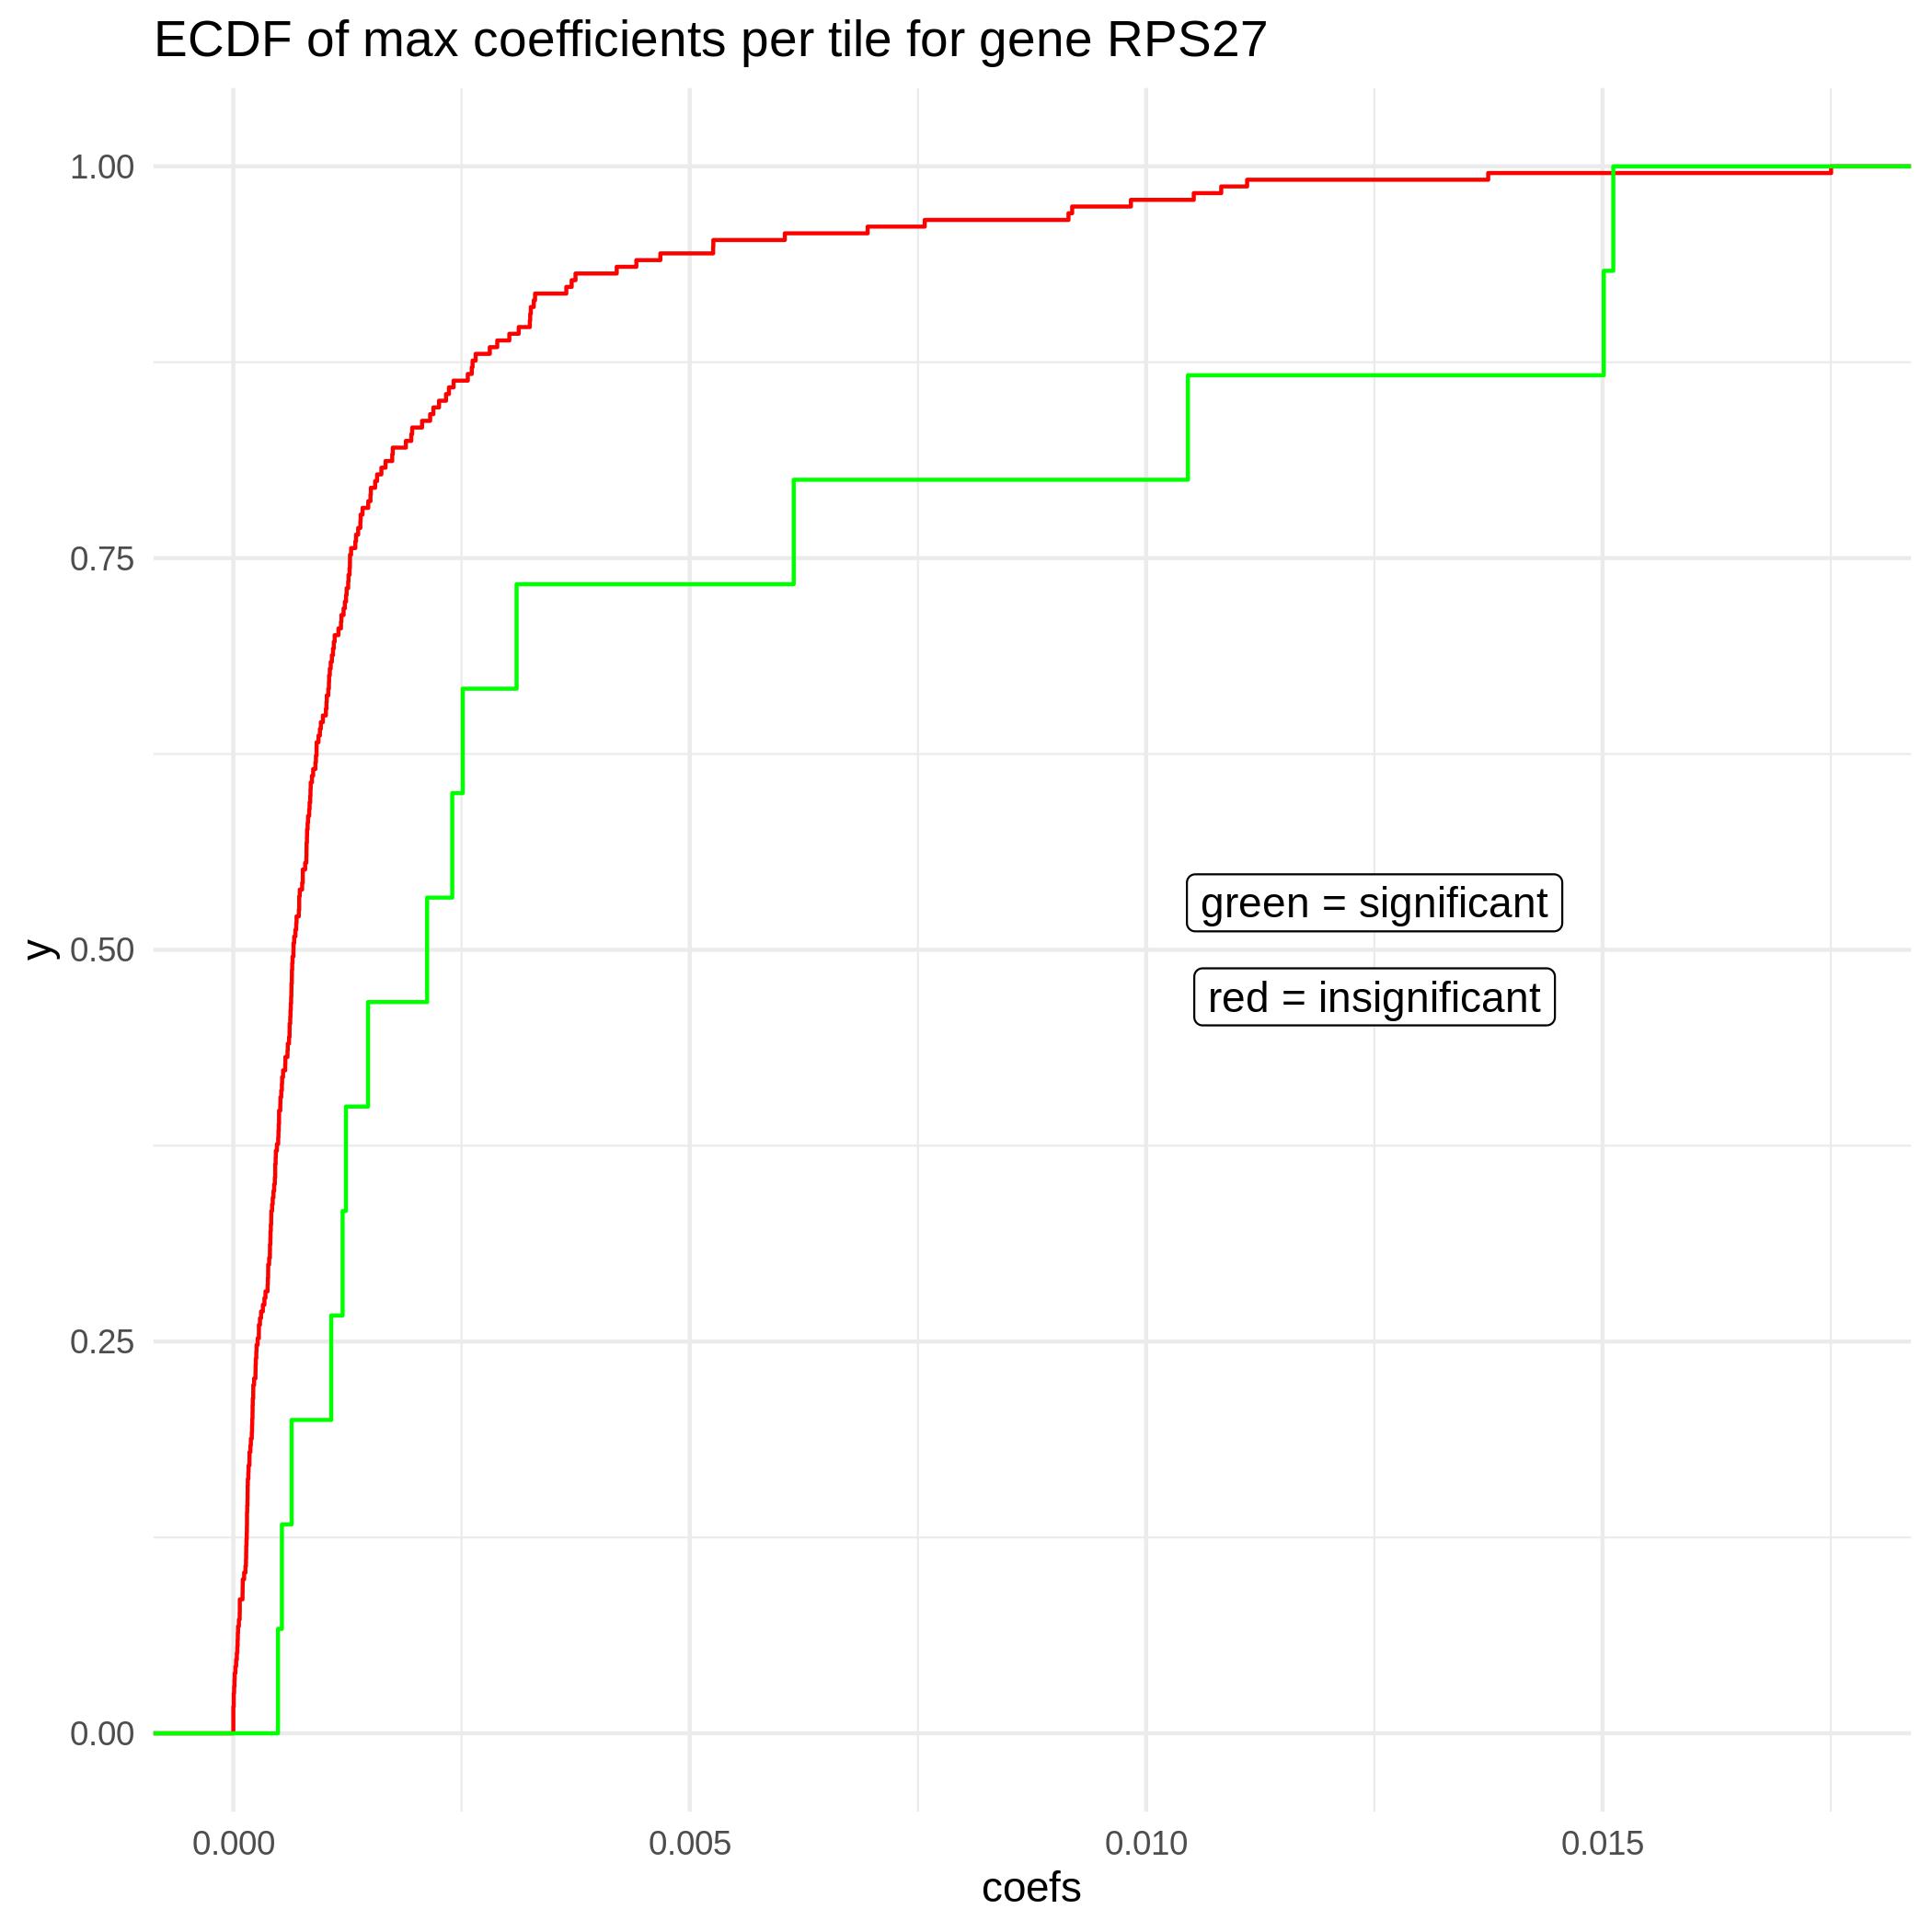 ECDF of max coefficients per tile for gene RPS27
1.00
0.75
green = significant
y
0.50
red = insignificant
0.25
0.00
0.000
0.005
0.010
0.015
coefs